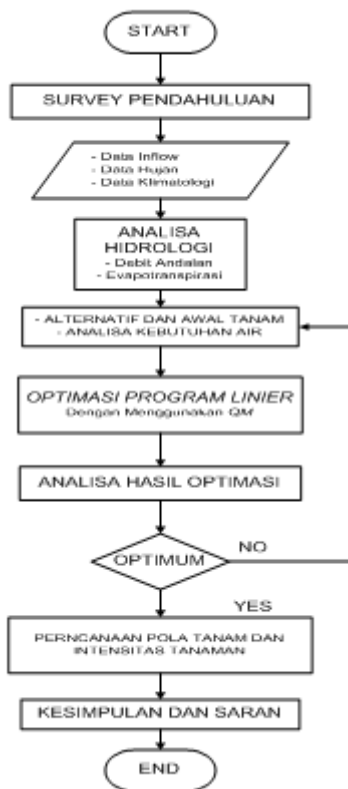 START
SURVEY PENDAHULUAN
- Data Inflow
- Data Hujan
- Data Klimatologi
ANALISA
HIDROLOGI
- Debit Andalan
- Evapotranspirasi
- ALTERNATIF DAN AWAL TANAM
- ANALISA KEBUTUHAN AIR
OPTIMASI PROGRAM LINIER
Dengan Menggunakan QM
ANALISA HASIL OPTIMASI
OPTIMUM
NO
YES
PERNCANAAN POLA TANAM DAN
INTENSITAS TANAMAN
KESIMPULAN DAN SARAN
END